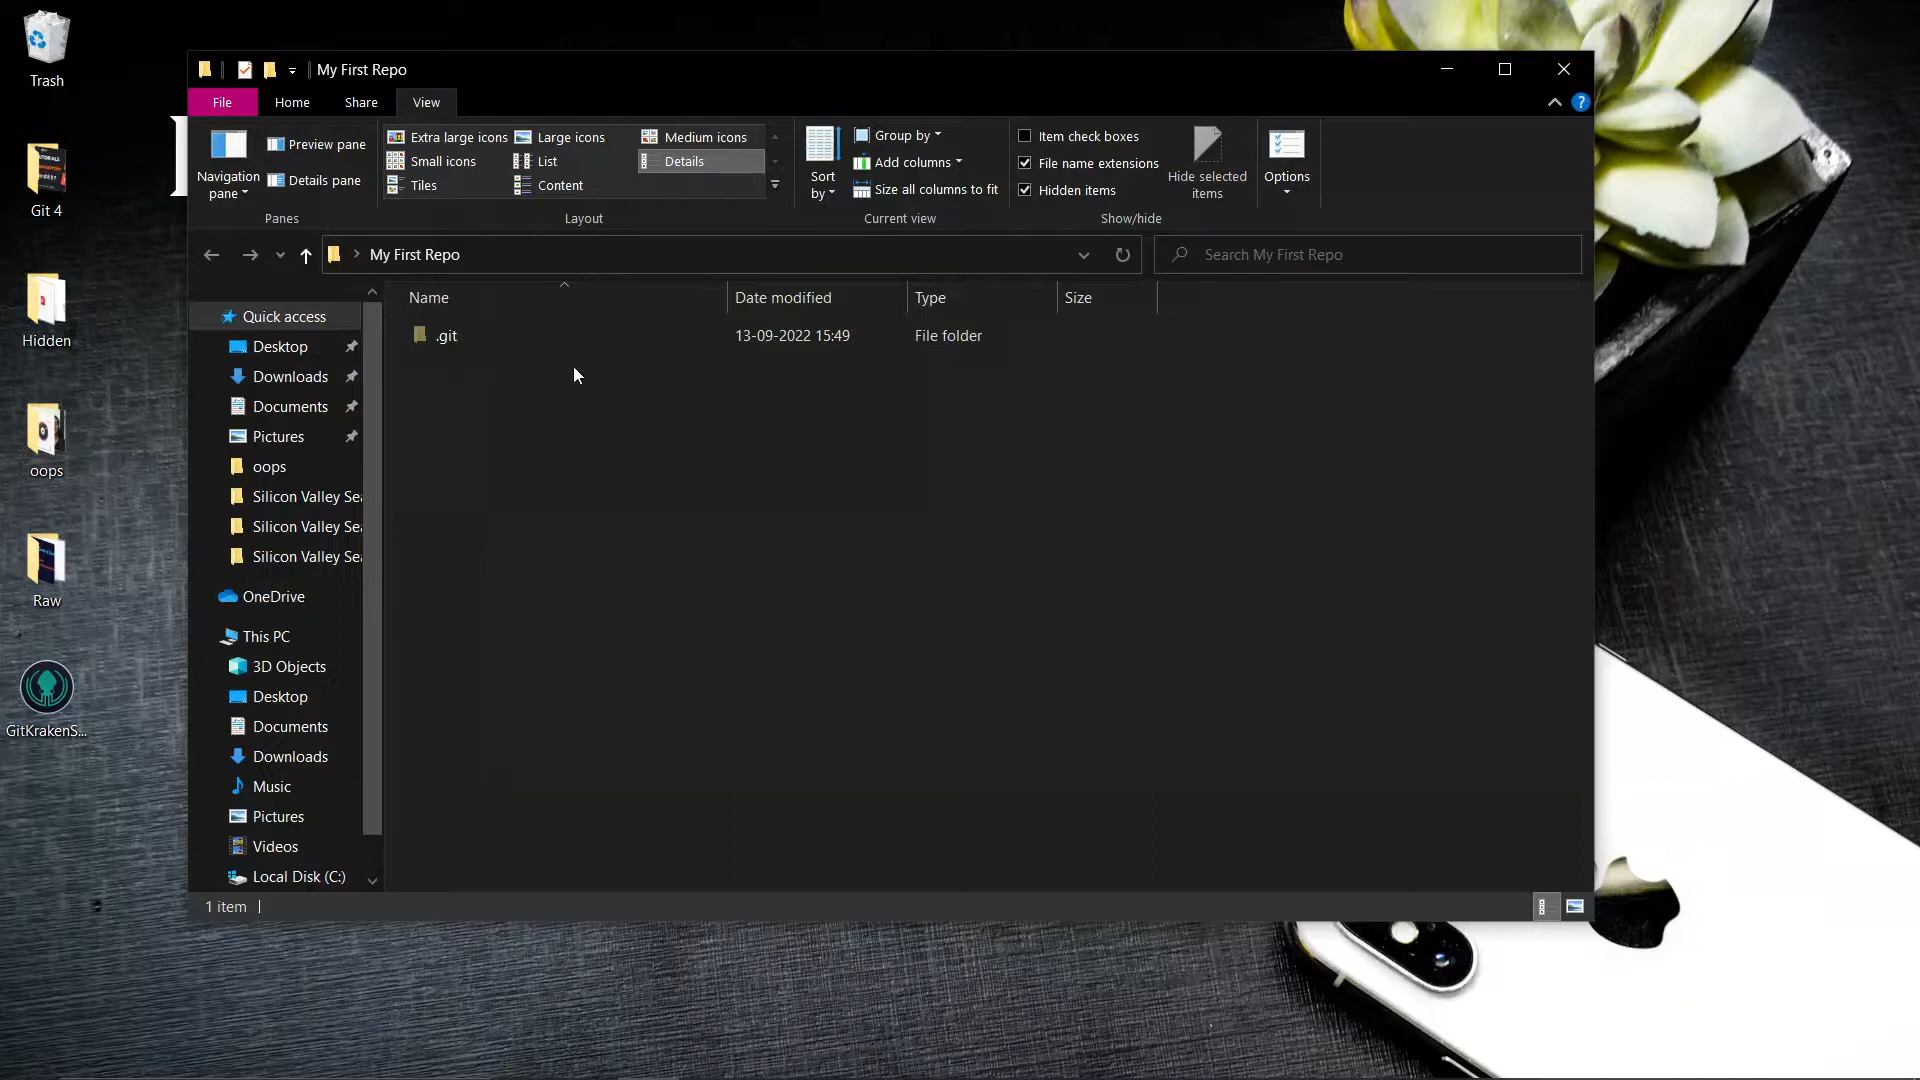 Trash
Git 4
Hidden
oops
Raw
GitKrakenS...
My First Repo
File
Home
Share
View
Navigation
pane
Preview pane
Details pane
Panes
Extra large icons
Large icons
Medium icons
Small icons
List
Details
Tiles
Content
Layout
Sort
by
Group by
Add columns
Size all columns to fit
Current view
Item check boxes
File name extensions
Hidden items
Hide selected
items
Show/hide
Options
My First Repo
Search My First Repo
Name
Date modified
Type
Size
.git
13-09-2022 15:49
File folder
Quick access
Desktop
Downloads
Documents
Pictures
oops
Silicon Valley Sea
Silicon Valley Sea
Silicon Valley Sea
OneDrive
This PC
3D Objects
Desktop
Documents
Downloads
Music
Pictures
Videos
Local Disk (C:)
1 item